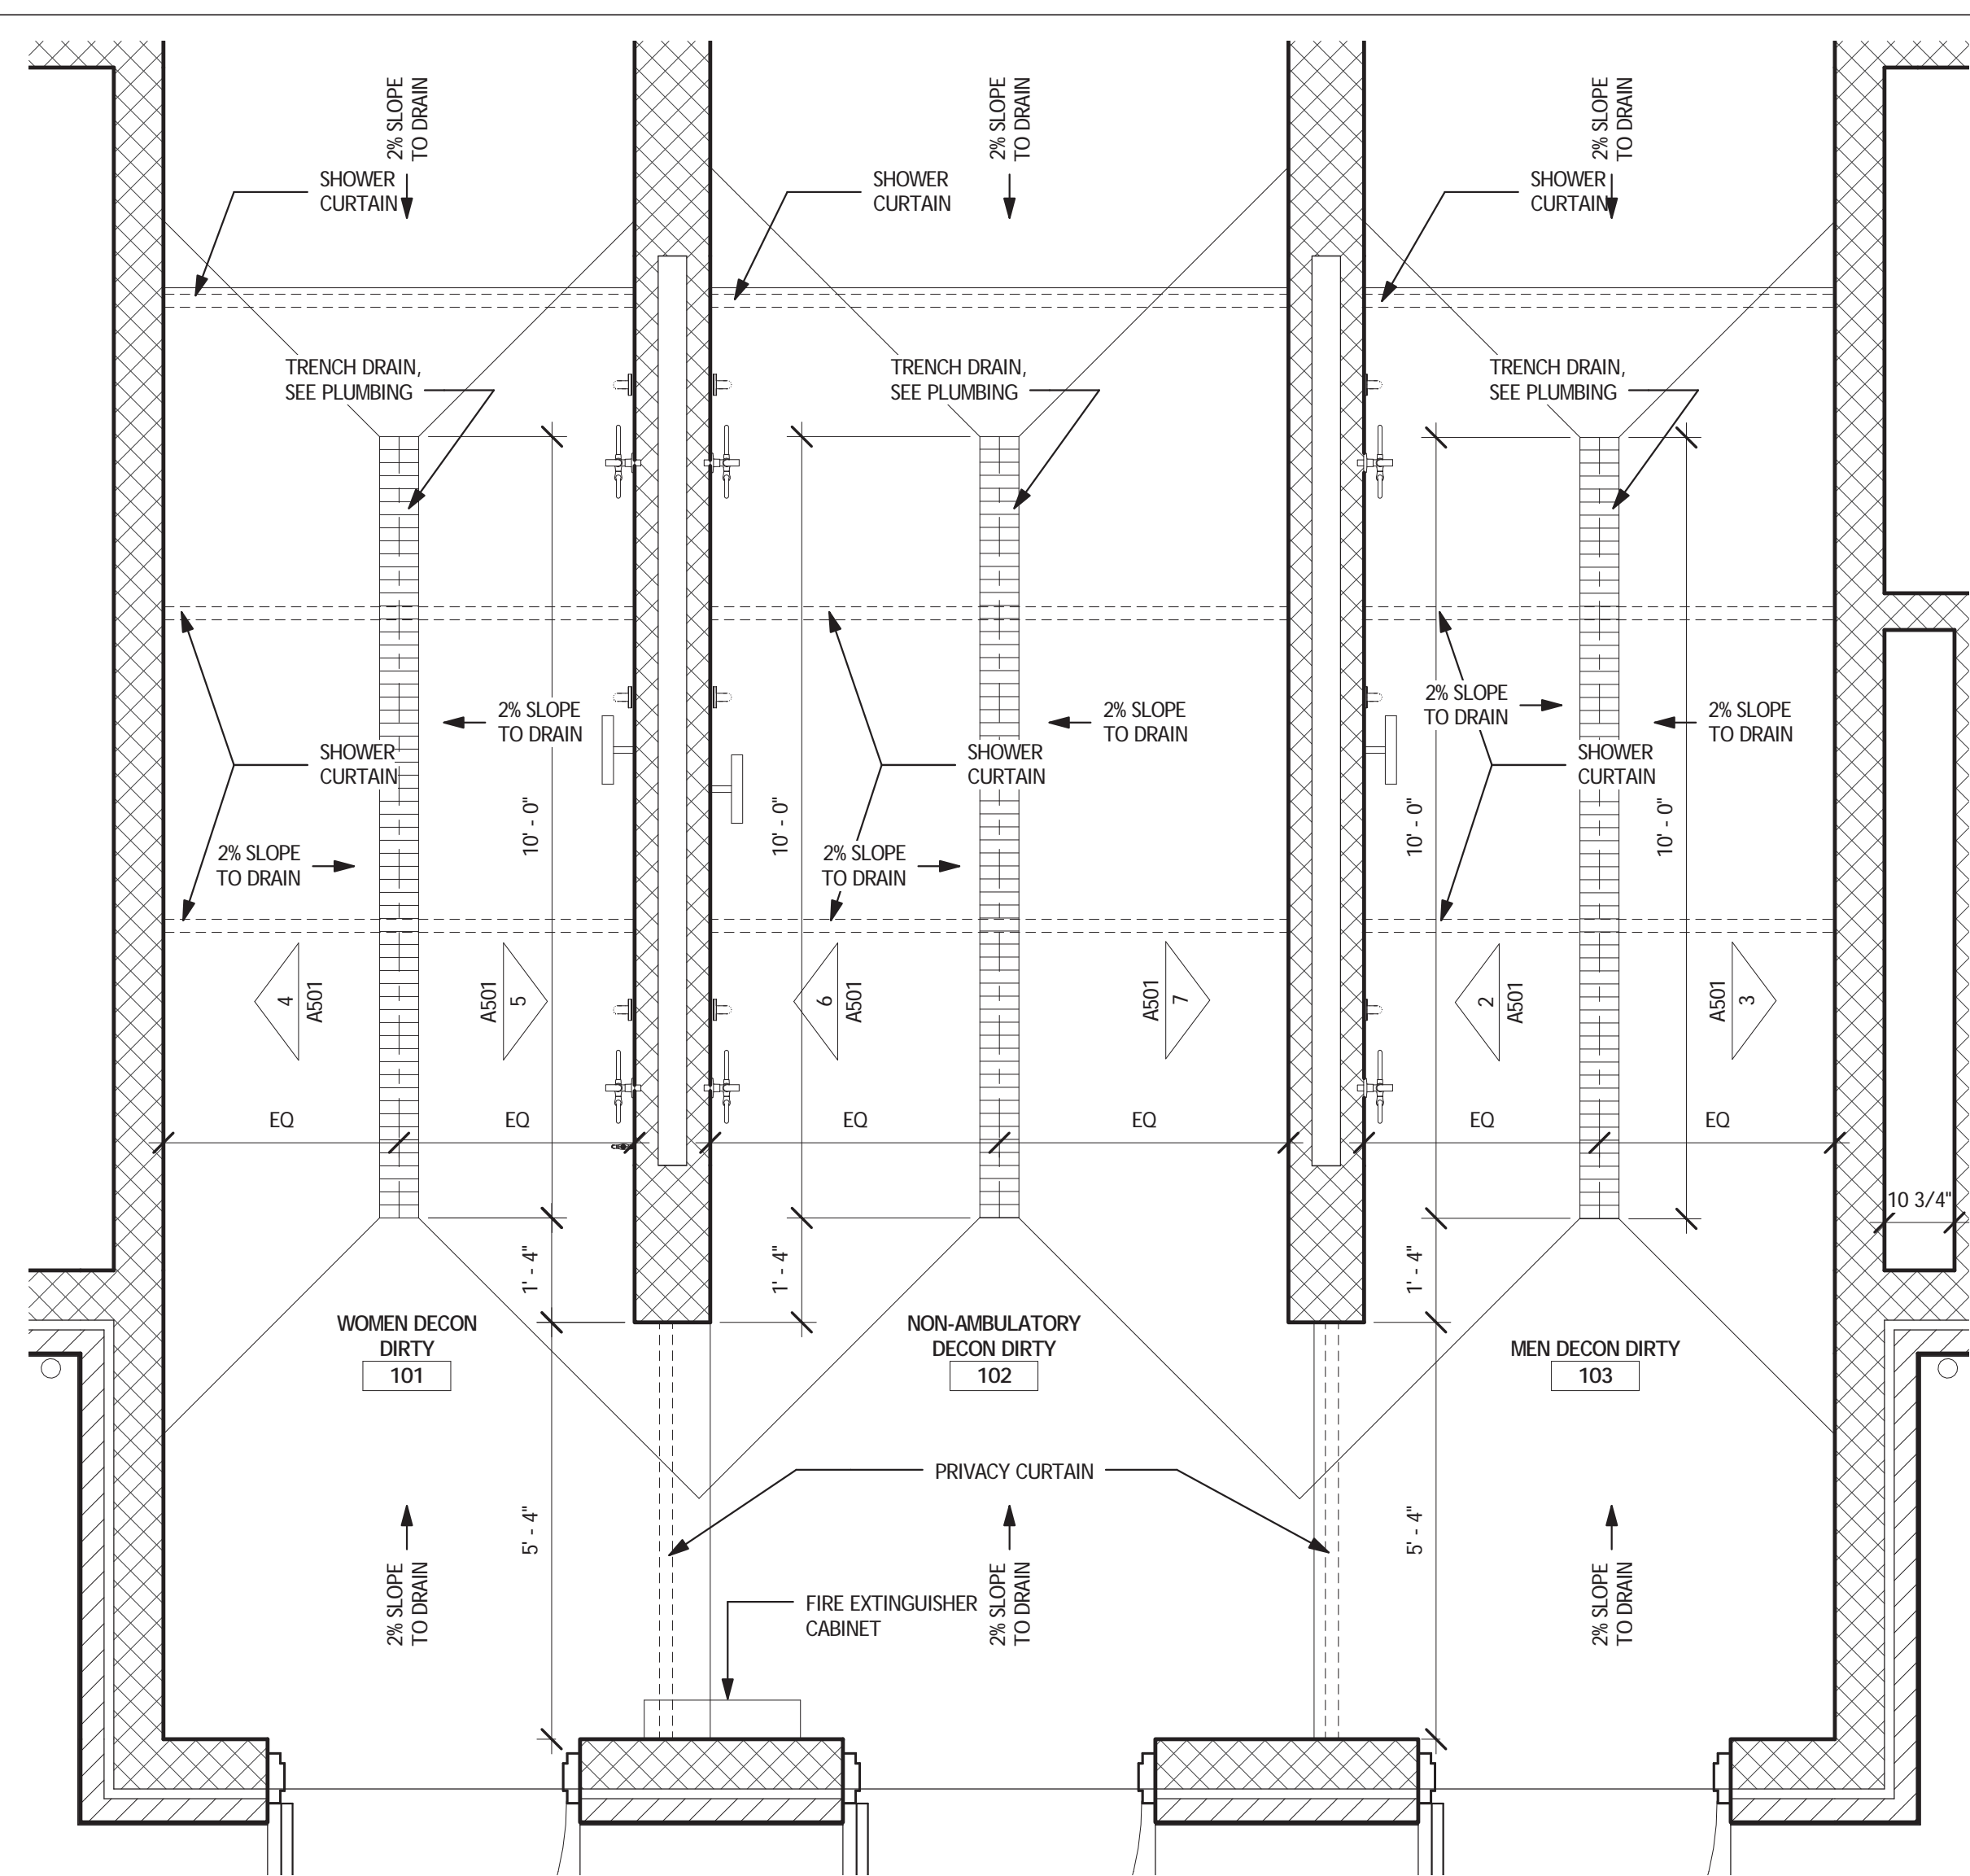 2% SLOPE
TO DRAIN
2% SLOPE
TO DRAIN
2% SLOPE
TO DRAIN
SHOWER
CURTAIN
SHOWER
CURTAIN
SHOWER
CURTAIN
TRENCH DRAIN,
SEE PLUMBING
TRENCH DRAIN,
SEE PLUMBING
TRENCH DRAIN,
SEE PLUMBING
2% SLOPE
TO DRAIN
2% SLOPE
TO DRAIN
2% SLOPE
TO DRAIN
2% SLOPE
TO DRAIN
SHOWER
CURTAIN
SHOWER
CURTAIN
SHOWER
CURTAIN
10' - 0"
10' - 0"
10' - 0"
10' - 0"
2% SLOPE
TO DRAIN
2% SLOPE
TO DRAIN
4
A501
A501
5
6
A501
A501
7
2
A501
A501
3
EQ
EQ
EQ
EQ
EQ
EQ
10 3/4"
1' - 4"
1' - 4"
1' - 4"
WOMEN DECON
DIRTY
101
NON-AMBULATORY
DECON DIRTY
102
MEN DECON DIRTY
103
PRIVACY CURTAIN
5' - 4"
5' - 4"
2% SLOPE
TO DRAIN
FIRE EXTINGUISHER
CABINET
2% SLOPE
TO DRAIN
2% SLOPE
TO DRAIN